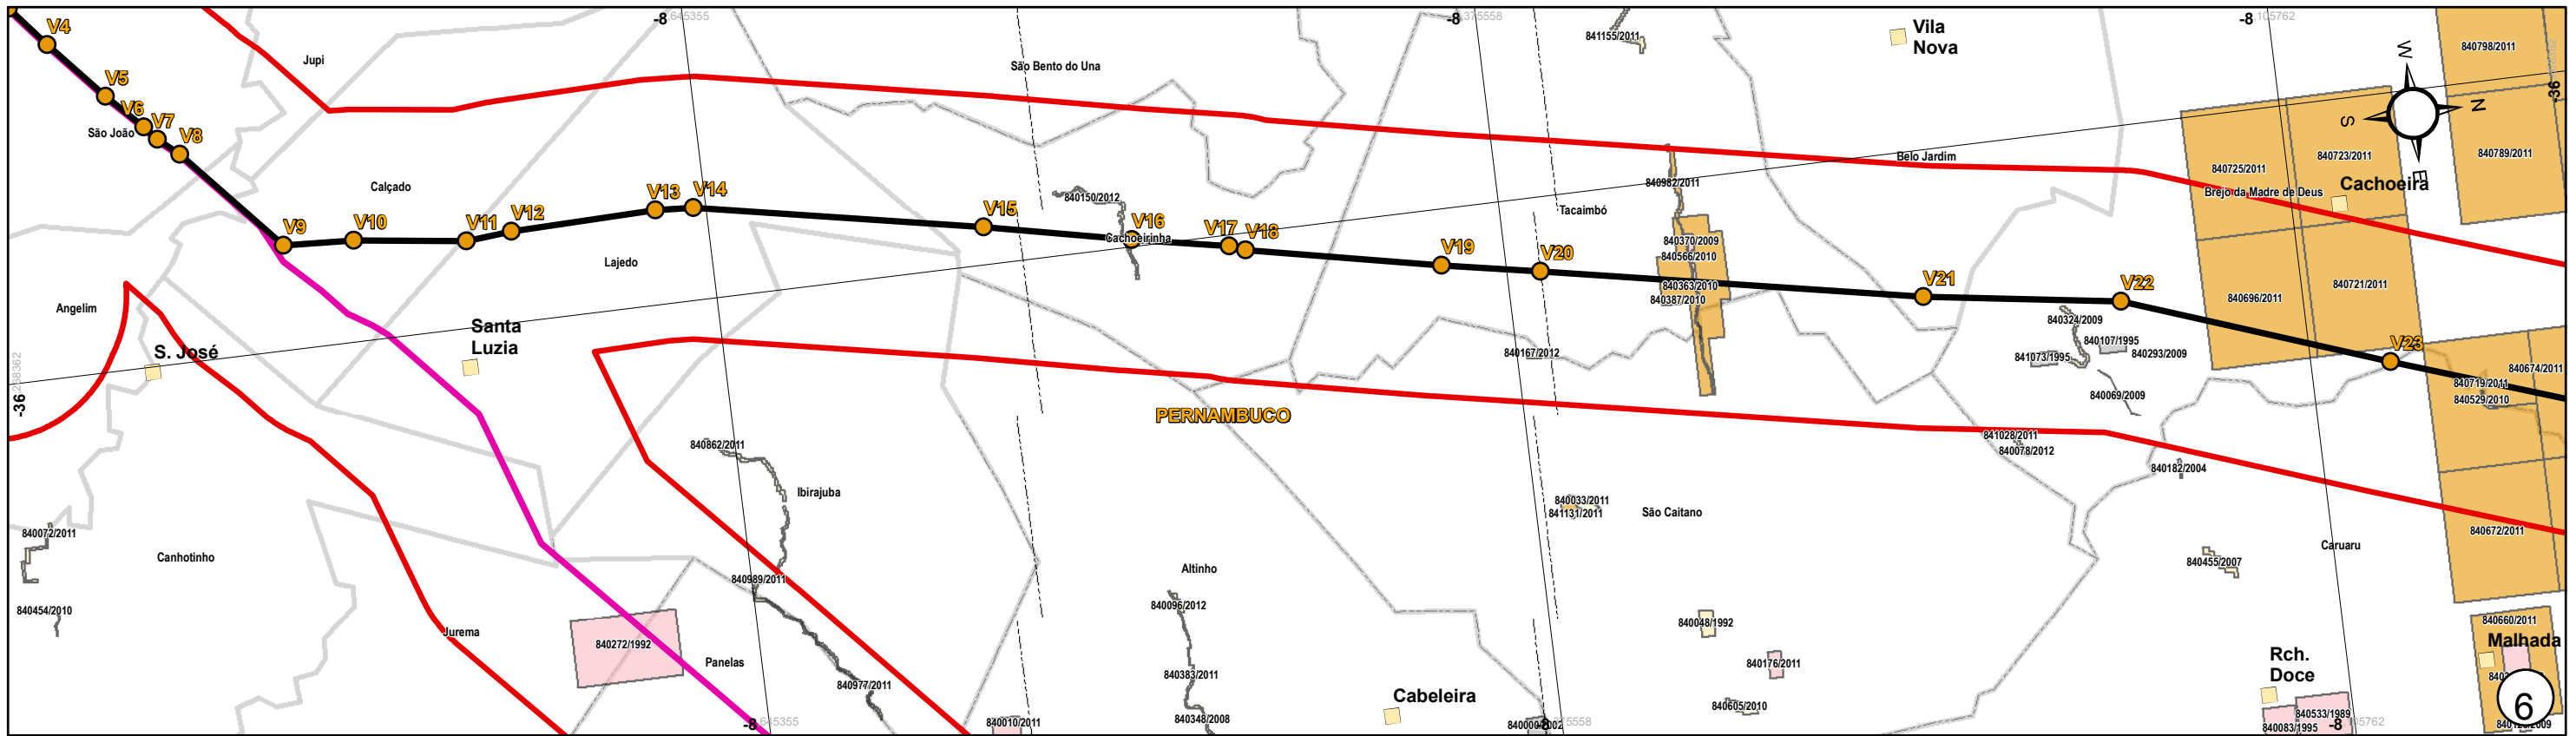 -8,645355
-8,375558
-8,105762
V4
Jupi
São Bento do Una
841155/2011
Vila
Nova
840798/2011
W
N
S
E
-36
V5
V6
V7
V8
São João
840789/2011
840725/2011
840723/2011
Belo Jardim
Brejo da Madre de Deus
Cachoeira
Calçado
V9
V10
V11
V12
V13
V14
V15
840150/2012
V16
Cachoeirinha
V17
V18
840982/2011
Tacaimbó
840370/2009
840566/2010
840363/2010
840387/2010
V19
V20
V21
V22
840696/2011
840721/2011
Lajedo
Angelim
S. José
Santa
Luzia
-36,258362
840167/2012
840324/2009
841073/1995
840107/1995
840293/2009
840069/2009
V23
840674/2011
840719/2011
840529/2010
PERNAMBUCO
840862/2011
Ibirajuba
841028/2011
840078/2012
840182/2004
840033/2011
841131/2011
São Caitano
840072/2011
Canhotinho
840672/2011
Caruaru
840455/2007
840454/2010
840989/2011
Altinho
840096/2012
Jurema
840272/1992
Panelas
840977/2011
840383/2011
840048/1992
840176/2011
840660/2011
Malhada
Rch.
Doce
Cabeleira
840605/2010
840010/2011
840348/2008
840533/1989
840083/1995
-8,645355
-8
-8
6